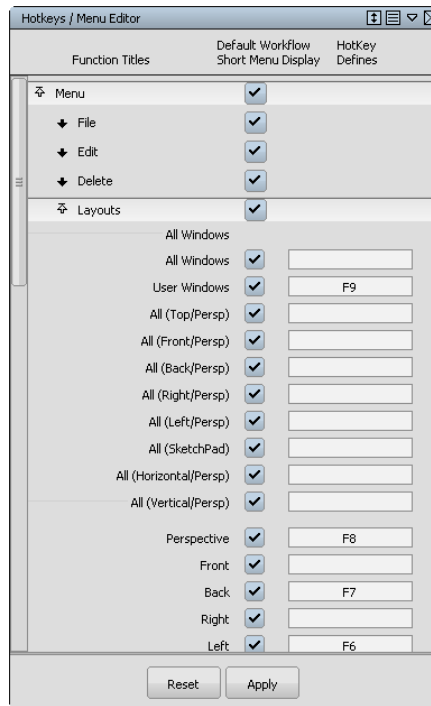 Hotkeys / Menu Editor
Function Titles
Default Workflow
Short Menu Display
HotKey
Defines
Menu
File
Edit
Delete
Layouts
All Windows
All Windows
User Windows F9
All (Top/Persp)
All (Front/Persp)
All (Back/Persp)
All (Right/Persp)
All (Left/Persp)
All (SketchPad)
All (Horizontal/Persp)
All (Vertical/Persp)
Perspective F8
Front
Back F7
Right
Left F6
Reset Apply